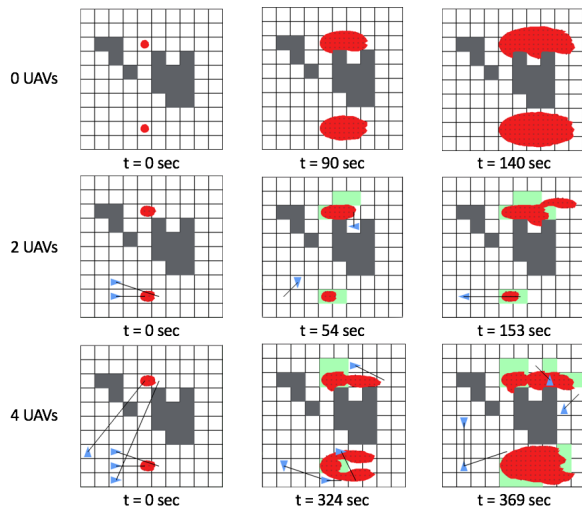 0 UAVs
t = 0 sec
t = 90 sec
t = 140 sec
2 UAVs
t = 0 sec
t = 54 sec
t = 153 sec
4 UAVs
t = 0 sec
t = 324 sec
t = 369 sec